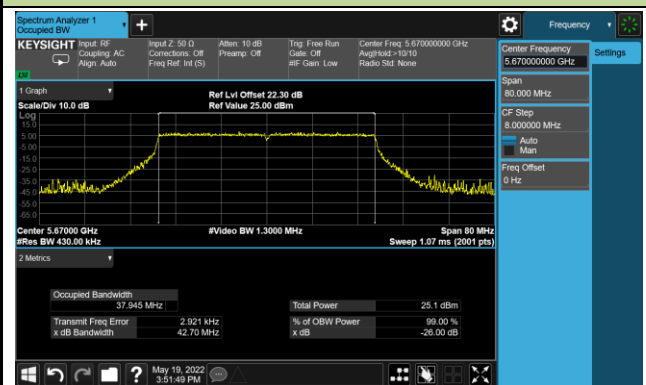 Spectrum Analyzer 1
Occupied BW
Frequency
KEYSIGHT
Input: RF
Coupling: AC
Align: Auto
Input Z: 50 Ω
Corrections: Off
Freq Ref: Int (S)
Atten: 10 dB
Preamp: Off
Trig: Free Run
Gate: Off
#IF Gain: Low
Center Freq: 5.670000000 GHz
Avg|Hold:>10/10
Radio Std: None
1 Graph
Scale/Div 10.0 dB
Ref Lvl Offset 22.30 dB
Ref Value 25.00 dBm
Log
15.0
5.00
-5.00
-15.0
-25.0
-35.0
-45.0
-55.0
-65.0
Center 5.67000 GHz
#Res BW 430.00 kHz
#Video BW 1.3000 MHz
Span 80 MHz
Sweep 1.07 ms (2001 pts)
2 Metrics
Occupied Bandwidth
37.945 MHz
Transmit Freq Error 2.921 kHz
x dB Bandwidth 42.70 MHz
Total Power 25.1 dBm
% of OBW Power 99.00 %
x dB -26.00 dB
May 19, 2022
3:51:49 PM
Center Frequency
5.670000000 GHz
Span
80.000 MHz
CF Step
8.000000 MHz
Auto
Man
Freq Offset
0 Hz
Settings